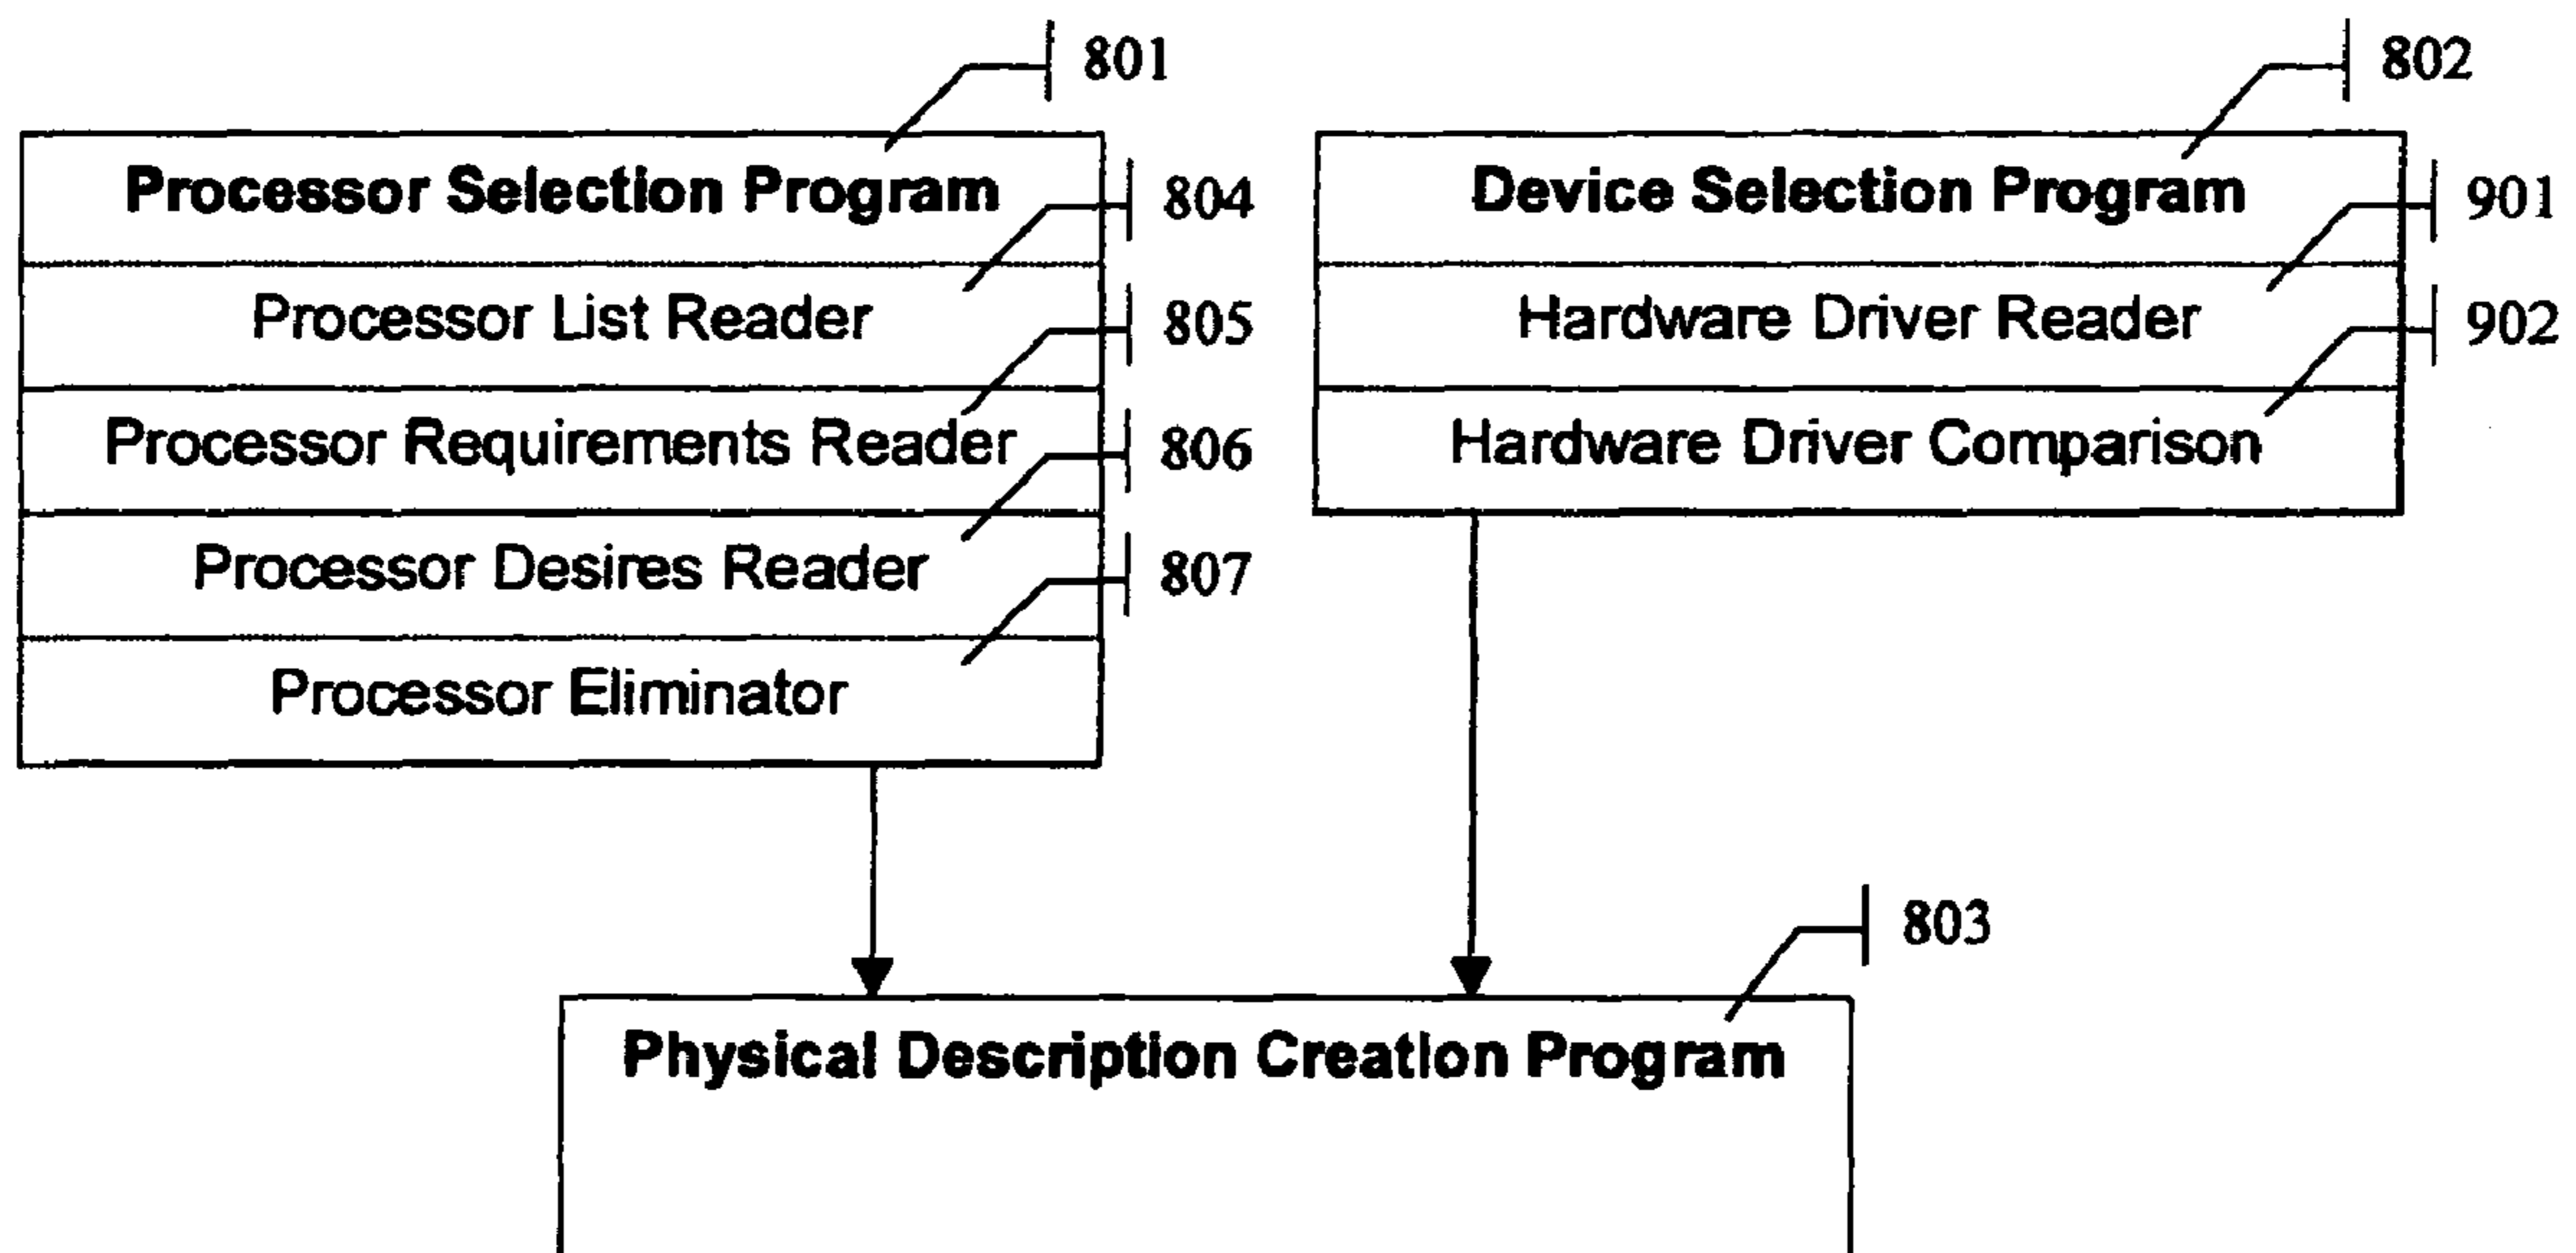 801
802
Processor Selection Program
804
Device Selection Program
901
Processor List Reader
805
Hardware Driver Reader
902
Processor Requirements Reader
806
Hardware Driver Comparison
Processor Desires Reader
807
Processor Eliminator
803
Physical Description Creation Program